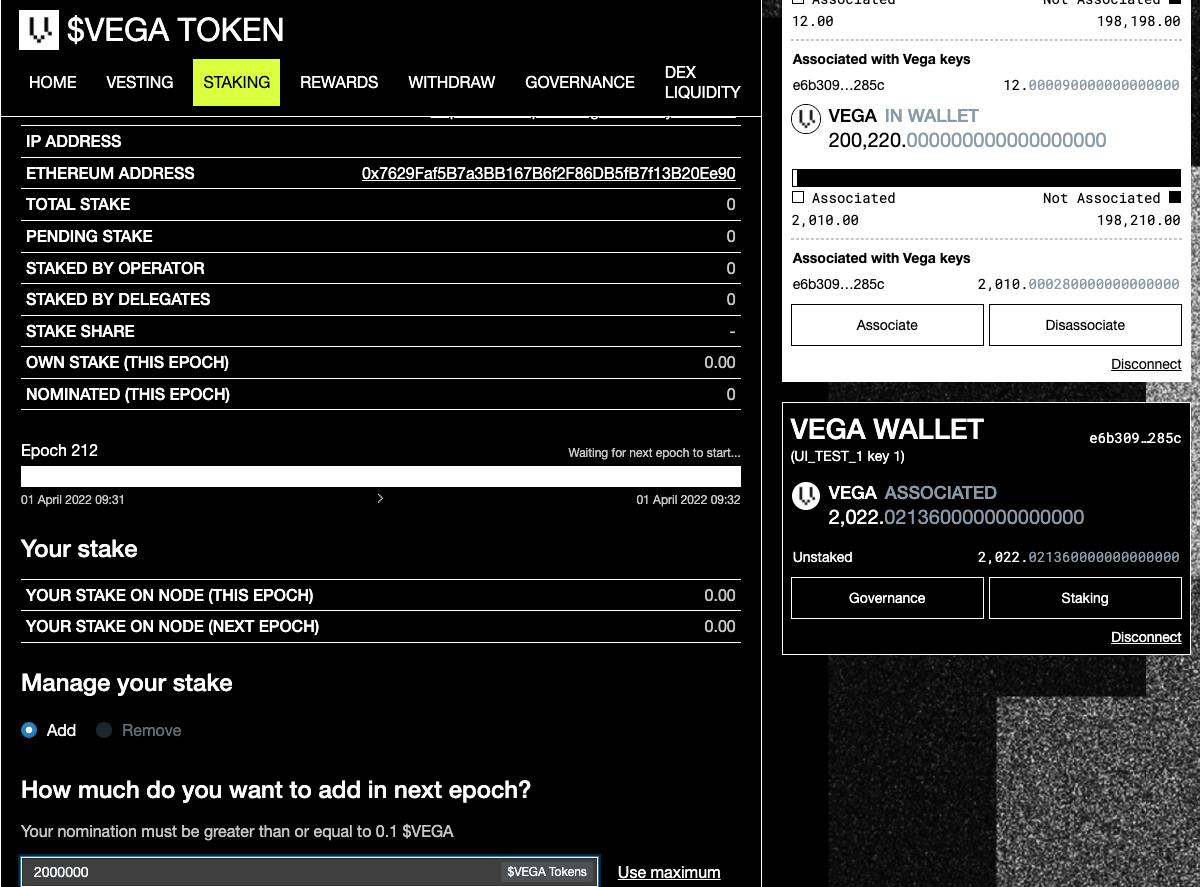 $VEGA TOKEN
HOME VESTING STAKING REWARDS WITHDRAW GOVERNANCE DEX LIQUIDITY
IP ADDRESS
ETHEREUM ADDRESS 0x7629Faf5B7a3BB167B6f2F86DB5fB7f13B20Ee90
TOTAL STAKE 0
PENDING STAKE 0
STAKED BY OPERATOR 0
STAKED BY DELEGATES 0
STAKE SHARE -
OWN STAKE (THIS EPOCH) 0.00
NOMINATED (THIS EPOCH) 0
Epoch 212 Waiting for next epoch to start...
01 April 2022 09:31 01 April 2022 09:32
Your stake
YOUR STAKE ON NODE (THIS EPOCH) 0.00
YOUR STAKE ON NODE (NEXT EPOCH) 0.00
Manage your stake
Add Remove
How much do you want to add in next epoch?
Your nomination must be greater than or equal to 0.1 $VEGA
2000000 $VEGA Tokens Use maximum
Associated Not Associated
12.00 198,198.00
Associated with Vega keys
e6b309…285c 12.000090000000000000
VEGA IN WALLET
200,220.000000000000000000
Associated Not Associated
2,010.00 198,210.00
Associated with Vega keys
e6b309…285c 2,010.000280000000000000
Associate Disassociate
Disconnect
VEGA WALLET e6b309…285c
(UI_TEST_1 key 1)
VEGA ASSOCIATED
2,022.021360000000000000
Unstaked 2,022.021360000000000000
Governance Staking
Disconnect